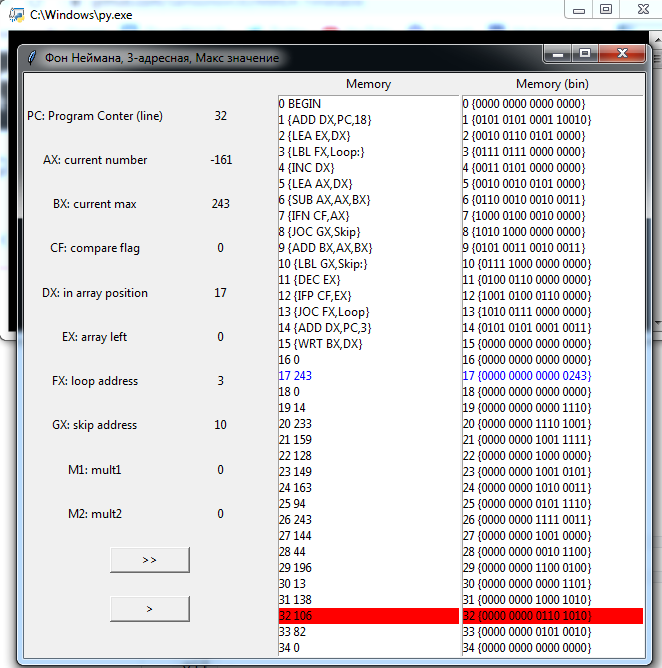 C:\Windows\py.exe
Фон Неймана, 3-адресная, Макс значение
Memory Memory (bin)
PC: Program Conter (line) 32
AX: current number -161
BX: current max 243
CF: compare flag 0
DX: in array position 17
EX: array left 0
FX: loop address 3
GX: skip address 10
M1: mult1 0
M2: mult2 0
>>
>
0 BEGIN 0 {0000 0000 0000 0000}
1 {ADD DX,PC,18} 1 {0101 0101 0001 10010}
2 {LEA EX,DX} 2 {0010 0110 0101 0000}
3 {LBL FX,Loop:} 3 {0111 0111 0000 0000}
4 {INC DX} 4 {0011 0101 0000 0000}
5 {LEA AX,DX} 5 {0010 0010 0101 0000}
6 {SUB AX,AX,BX} 6 {0110 0010 0010 0011}
7 {IFN CF,AX} 7 {1000 0100 0010 0000}
8 {JOC GX,Skip} 8 {1010 1000 0000 0000}
9 {ADD BX,AX,BX} 9 {0101 0011 0010 0011}
10 {LBL GX,Skip:} 10 {0111 1000 0000 0000}
11 {DEC EX} 11 {0100 0110 0000 0000}
12 {IFP CF,EX} 12 {1001 0100 0110 0000}
13 {JOC FX,Loop} 13 {1010 0111 0000 0000}
14 {ADD DX,PC,3} 14 {0101 0101 0001 0011}
15 {WRT BX,DX} 15 {0000 0000 0000 0000}
16 0 16 {0000 0000 0000 0000}
17 243 17 {0000 0000 0000 0243}
18 0 18 {0000 0000 0000 0000}
19 14 19 {0000 0000 0000 1110}
20 233 20 {0000 0000 1110 1001}
21 159 21 {0000 0000 1001 1111}
22 128 22 {0000 0000 1000 0000}
23 149 23 {0000 0000 1001 0101}
24 163 24 {0000 0000 1010 0011}
25 94 25 {0000 0000 0101 1110}
26 243 26 {0000 0000 1111 0011}
27 144 27 {0000 0000 1001 0000}
28 44 28 {0000 0000 0010 1100}
29 196 29 {0000 0000 1100 0100}
30 13 30 {0000 0000 0000 1101}
31 138 31 {0000 0000 1000 1010}
32 106 32 {0000 0000 0110 1010}
33 82 33 {0000 0000 0101 0010}
34 0 34 {0000 0000 0000 0000}